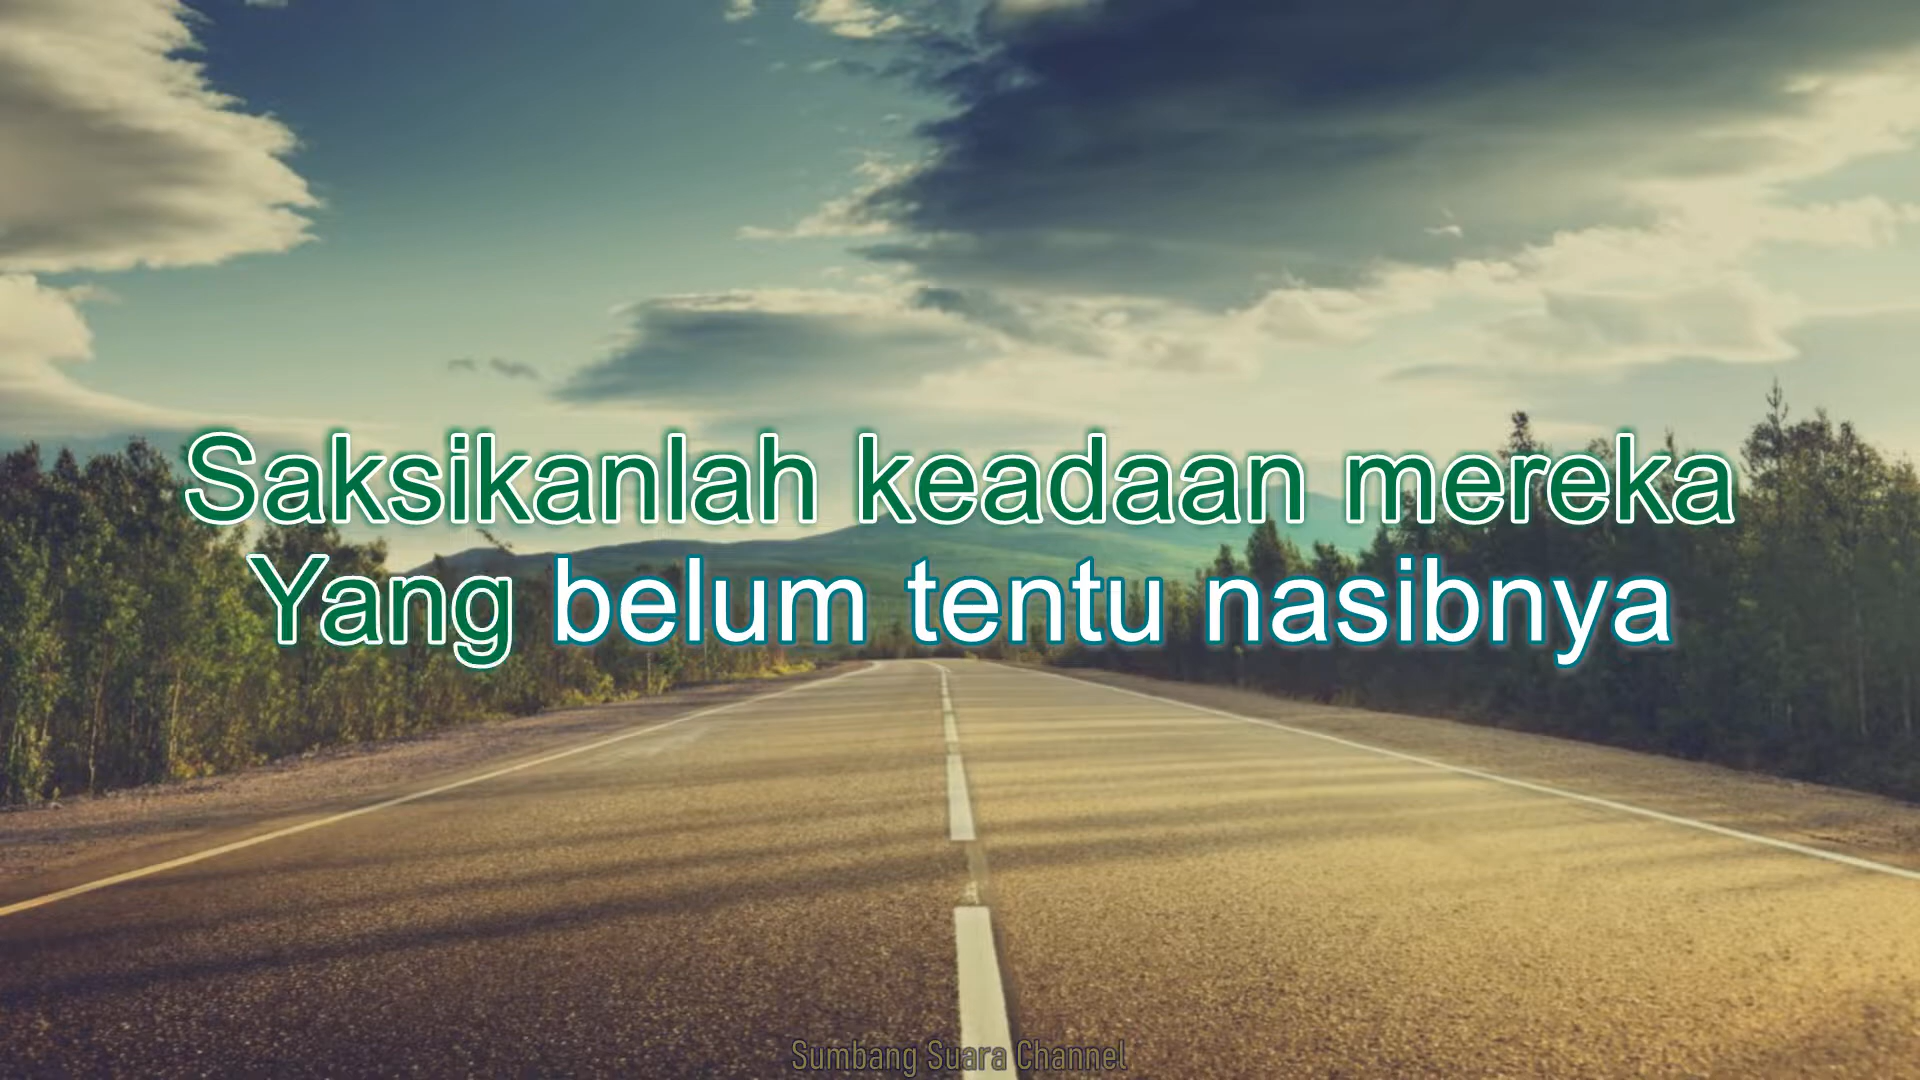 Saksikanlah keadaan mereka
Yang belum tentu nasibnya
Sumbang Suara Channel